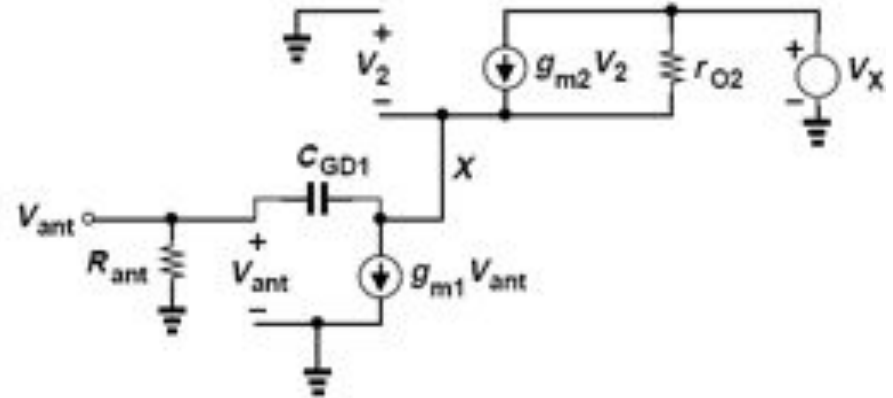 +
V2
−
gm2V2
rO2
+
VX
−
CGD1
X
Vant
Rant
+
Vant
−
gm1Vant